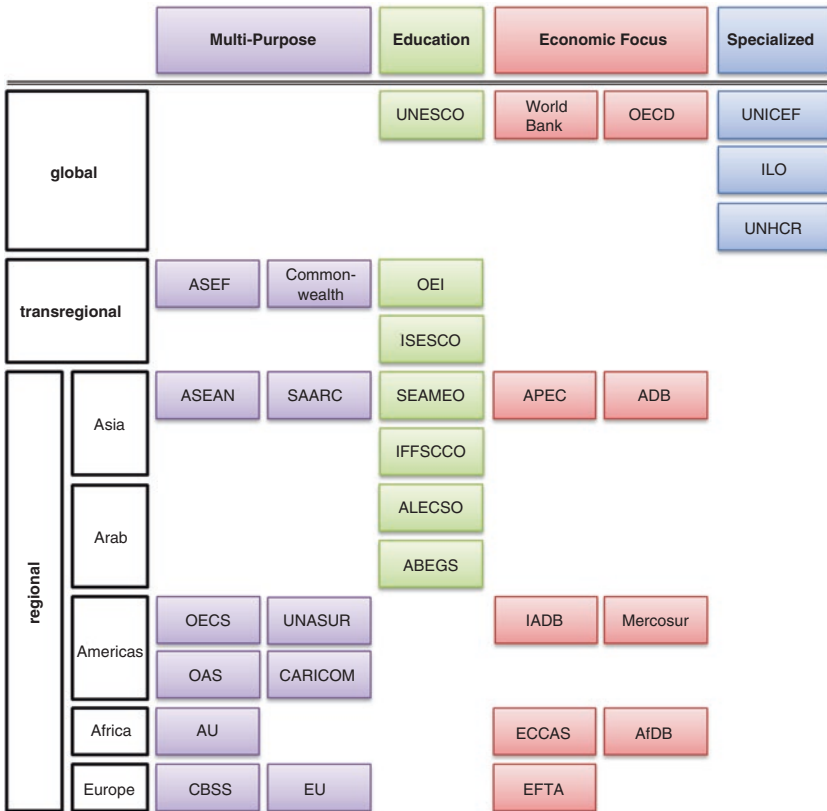 Multi-Purpose Education Economic Focus Specialized
global
UNESCO World Bank OECD UNICEF
ILO
UNHCR
transregional
ASEF Common-
wealth OEI
ISESCO
regional
Asia
ASEAN SAARC SEAMEO APEC ADB
IFFSCCO
Arab
ALECSO
ABEGS
Americas
OECS UNASUR IADB Mercosur
OAS CARICOM
Africa AU ECCAS AfDB
Europe CBSS EU EFTA